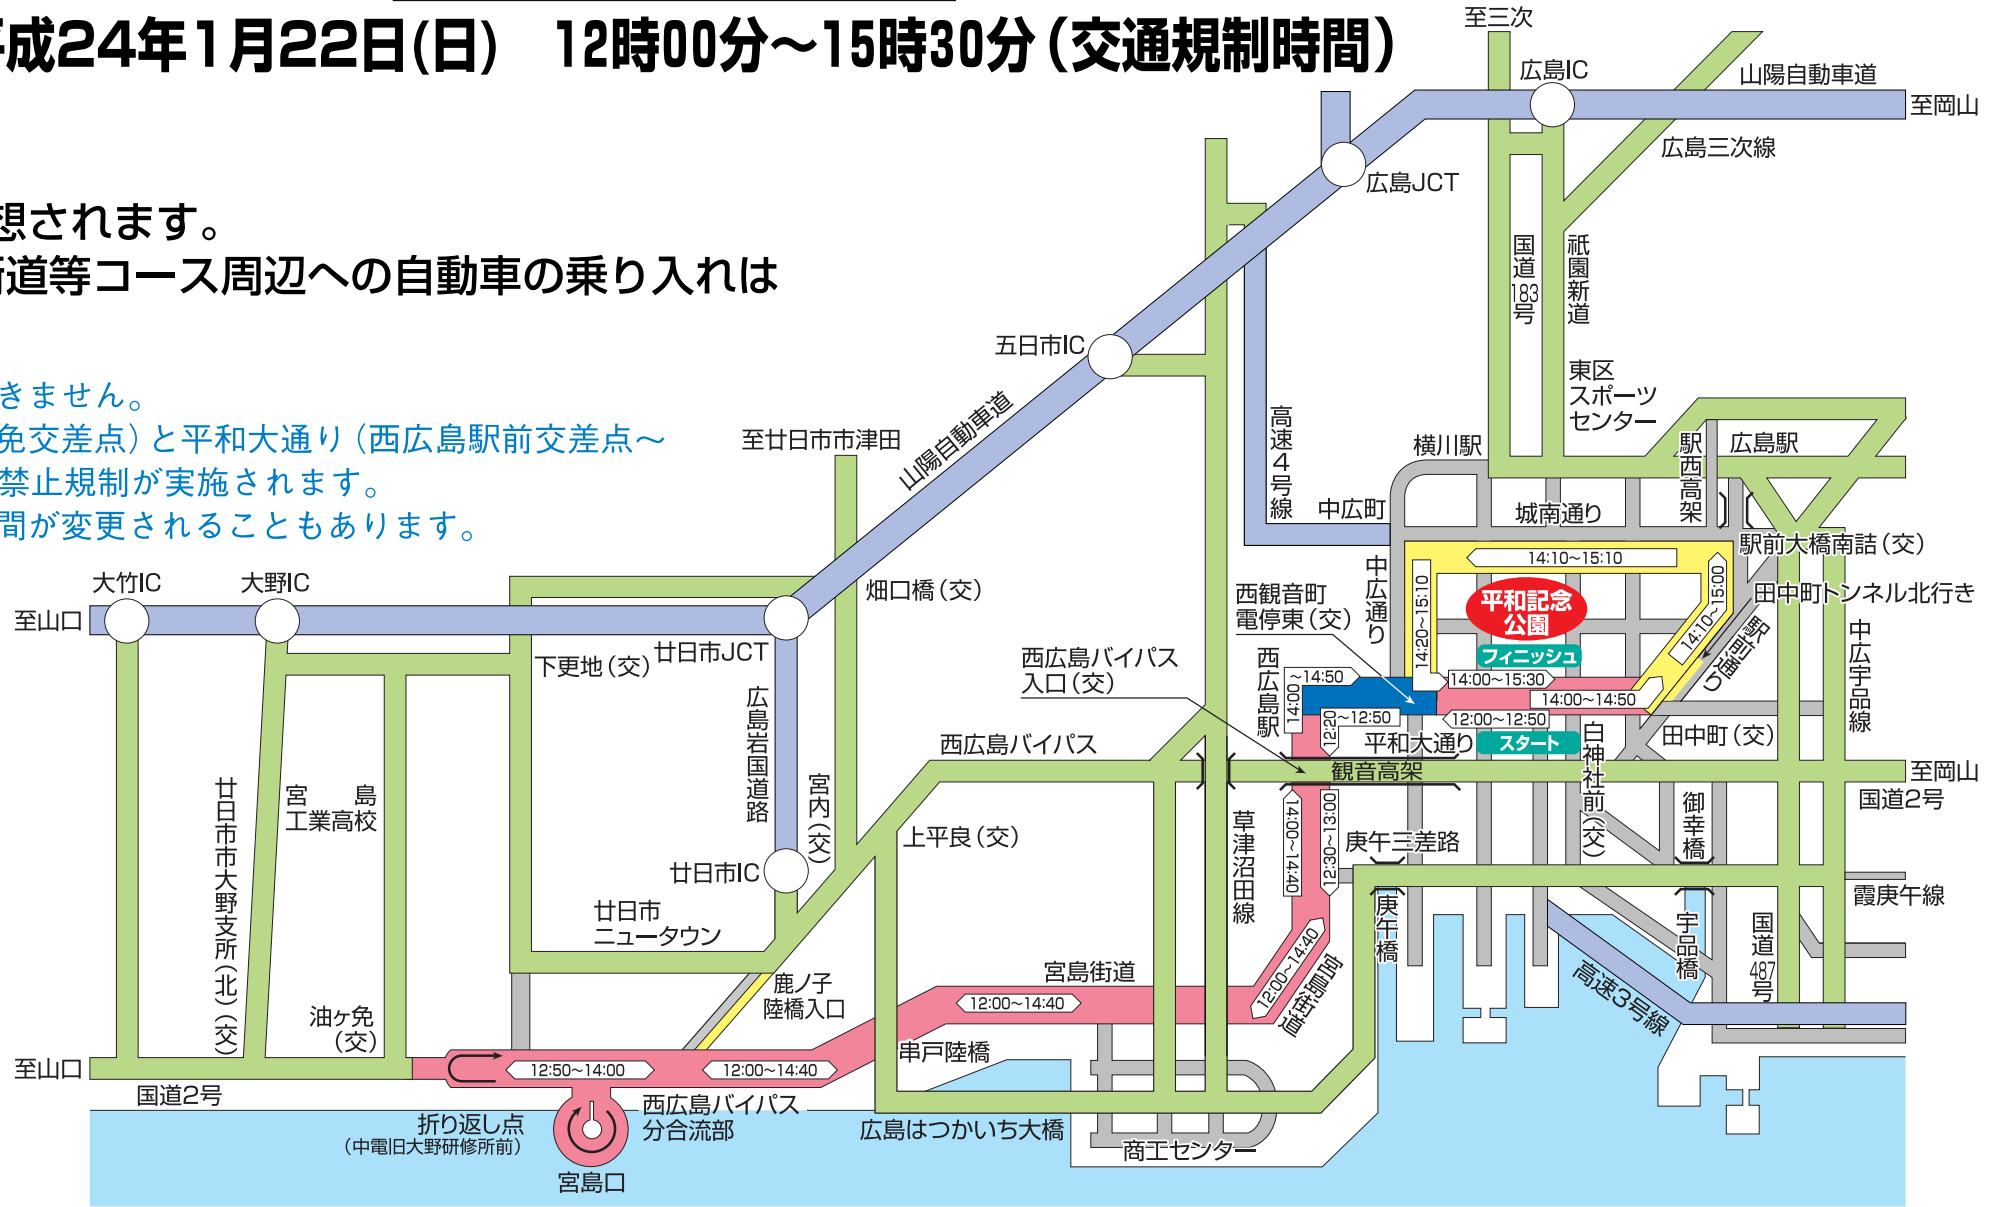 平成24年1月22日(日) 12時00分～15時30分(交通規制時間)
想されます。
街道等コース周辺への自動車の乗り入れは
きません。
免交差点)と平和大通り(西広島駅前交差点～
禁止規制が実施されます。
間が変更されることもあります。
至三次
広島IC
山陽自動車道
至岡山
広島三次線
広島JCT
国道183号
祇園新道
五日市IC
山陽自動車道
至廿日市市津田
高速4号線
東区
スポーツ
センター
横川駅
駅西高架
広島駅
中広町
城南通り
駅前大橋南詰(交)
田中町トンネル北行き
中広通り
14:10～15:10
14:20～15:10
14:10～15:00
平和記念
公園
フィニッシュ
駅前通り
中広宇品線
大竹IC
大野IC
至山口
畑口橋(交)
西観音町
電停東(交)
西広島バイパス
入口(交)
西広島駅
14:00～14:50
14:00～15:30
14:00～14:50
12:20～12:50
12:00～12:50
スタート
平和大通り
田中町(交)
白神社前(交)
下更地(交)
廿日市JCT
広島岩国道路
宮内(交)
西広島バイパス
観音高架
至岡山
国道2号
廿日市市大野支所(北)(交)
宮島
工業高校
上平良(交)
草津沼田線
14:00～14:40
12:30～13:00
庚午三差路
御幸橋
廿日市IC
霞庚午線
廿日市
ニュータウン
庚午橋
宇品橋
国道487号
鹿ノ子
陸橋入口
宮島街道
12:00～14:40
12:00～14:40
宮島街道
高速3号線
油ヶ免
(交)
至山口
国道2号
12:50～14:00
12:00～14:40
串戸陸橋
折り返し点
(中電旧大野研修所前)
西広島バイパス
分合流部
広島はつかいち大橋
商工センター
宮島口